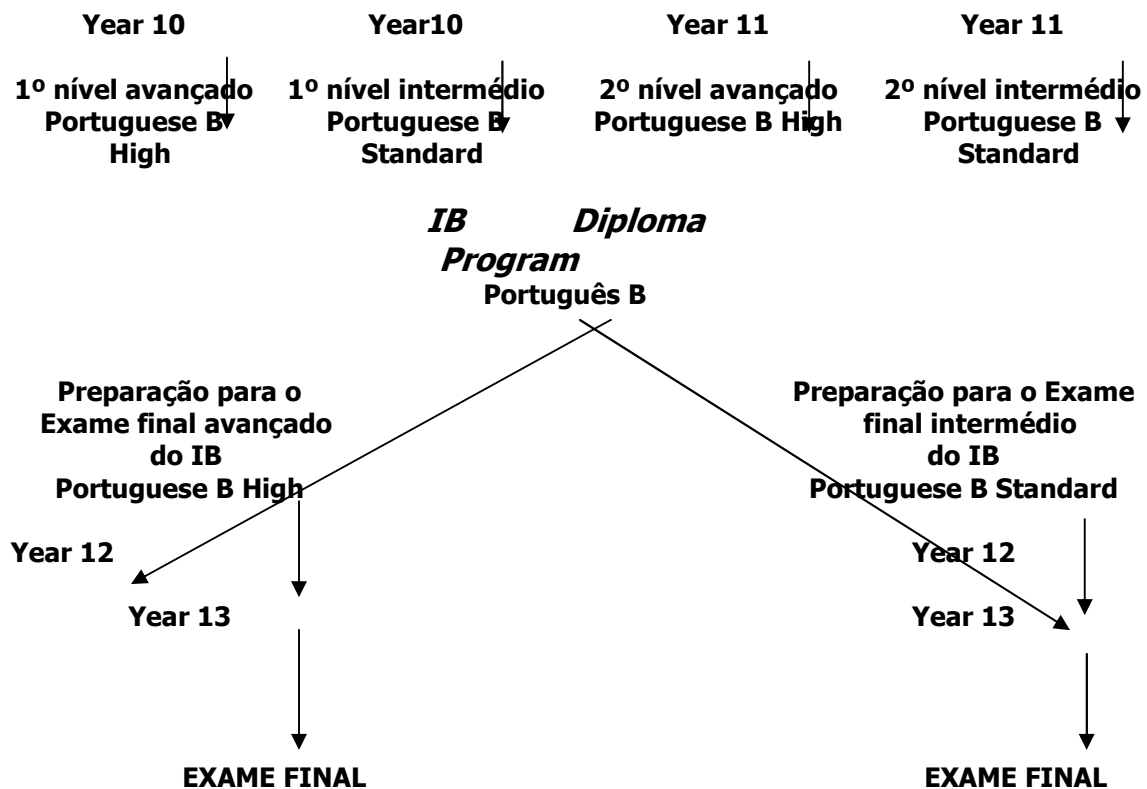 Year 10
Year10
Year 11
Year 11
1º nível avançado
Portuguese B
High
1º nível intermédio
Portuguese B
Standard
2º nível avançado
Portuguese B High
2º nível intermédio
Portuguese B
Standard
IB Diploma
Program
Português B
Preparação para o
Exame final avançado
do IB
Portuguese B High
Preparação para o Exame
final intermédio
do IB
Portuguese B Standard
Year 12
Year 13
Year 12
Year 13
EXAME FINAL
EXAME FINAL